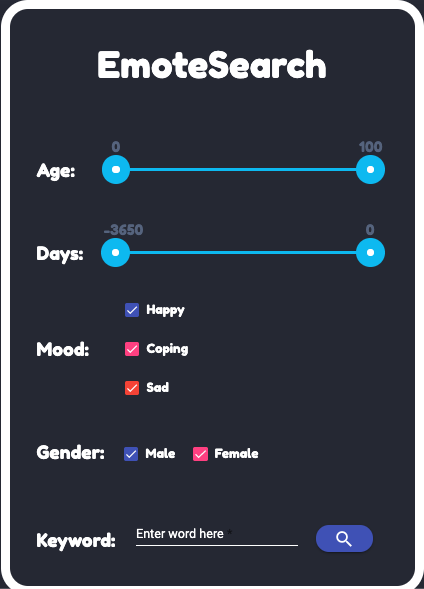 EmoteSearch
0 100
Age:
-3650 0
Days:
Happy
Mood: Coping
Sad
Gender: Male Female
Keyword: Enter word here *